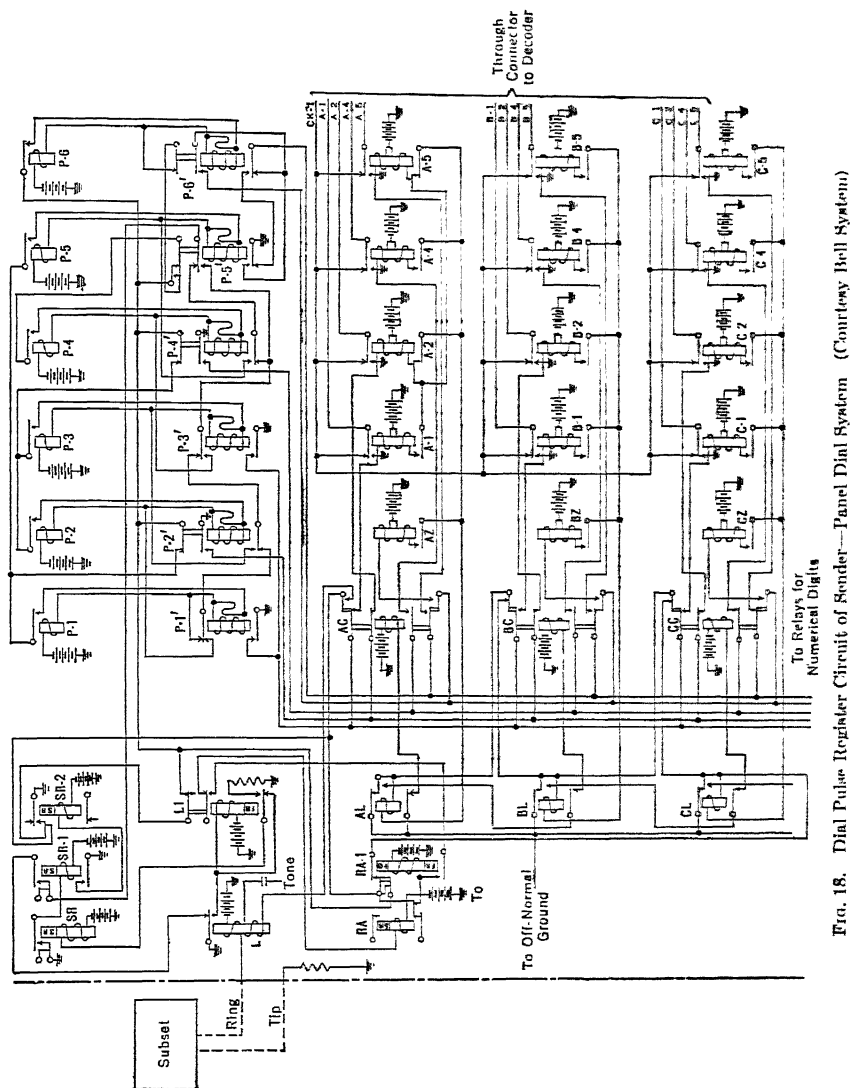 P-1
P-2
P-3
P-4
P-5
P-6
P-1'
P-2'
P-3'
P-4'
P-5'
P-6'
SR
SR-1
SR-2
L1
L
Tone
Subset
Ring
Tip
RA
RA-1
To
To Off-Normal
Ground
AL
BL
CL
AC
AZ
A-1
A-2
A-4
A-5
BC
BZ
B-1
B-2
B-4
B-5
CC
CZ
C-1
C-2
C-4
C-5
A-1
A-2
A-4
A-5
B-1
B-2
B-4
B-5
C-1
C-2
C-4
C-5
Through
Connector
to Decoder
To Relays for
Numerical Digits
Fig. 18. Dial Pulse Register Circuit of Sender—Panel Dial System (Courtesy Bell System)